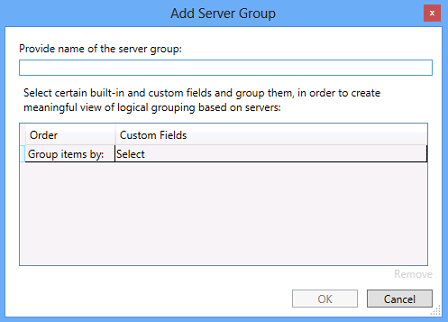 Add Server Group
x
Provide name of the server group:
Select certain built-in and custom fields and group them, in order to create
meaningful view of logical grouping based on servers:
Order Custom Fields
Group items by: Select
Remove
OK Cancel